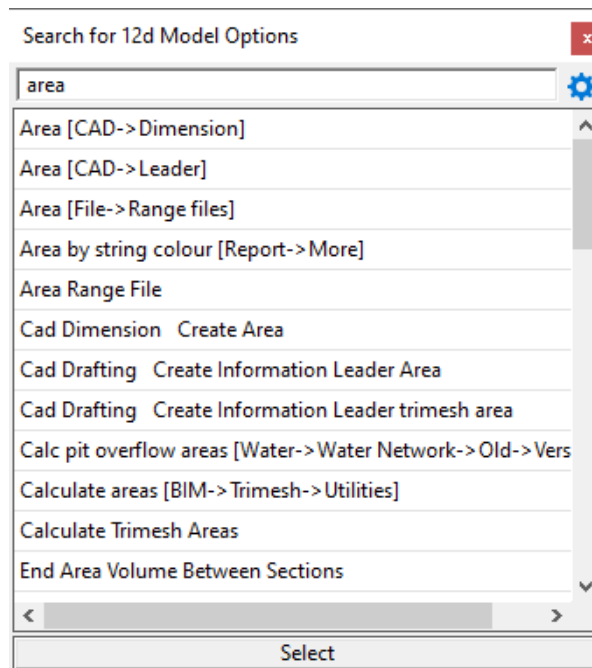 Search for 12d Model Options
x
area
Area [CAD->Dimension]
Area [CAD->Leader]
Area [File->Range files]
Area by string colour [Report->More]
Area Range File
Cad Dimension   Create Area
Cad Drafting   Create Information Leader Area
Cad Drafting   Create Information Leader trimesh area
Calc pit overflow areas [Water->Water Network->Old->Vers
Calculate areas [BIM->Trimesh->Utilities]
Calculate Trimesh Areas
End Area Volume Between Sections
Select